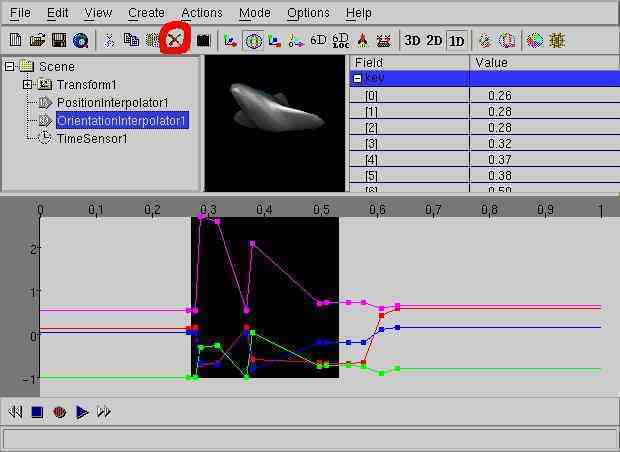 File Edit View Create Actions Mode Options Help
6D 6D LOC 3D 2D 1D
Scene
Transform1
PositionInterpolator1
OrientationInterpolator1
TimeSensor1
Field Value
key
[0] 0.26
[1] 0.28
[2] 0.28
[3] 0.32
[4] 0.37
[5] 0.38
[6] 0.50
0 0,1 0,2 0,3 0,4 0,5 0,6 0,7 0,8 0,9 1
2
1
0
-1